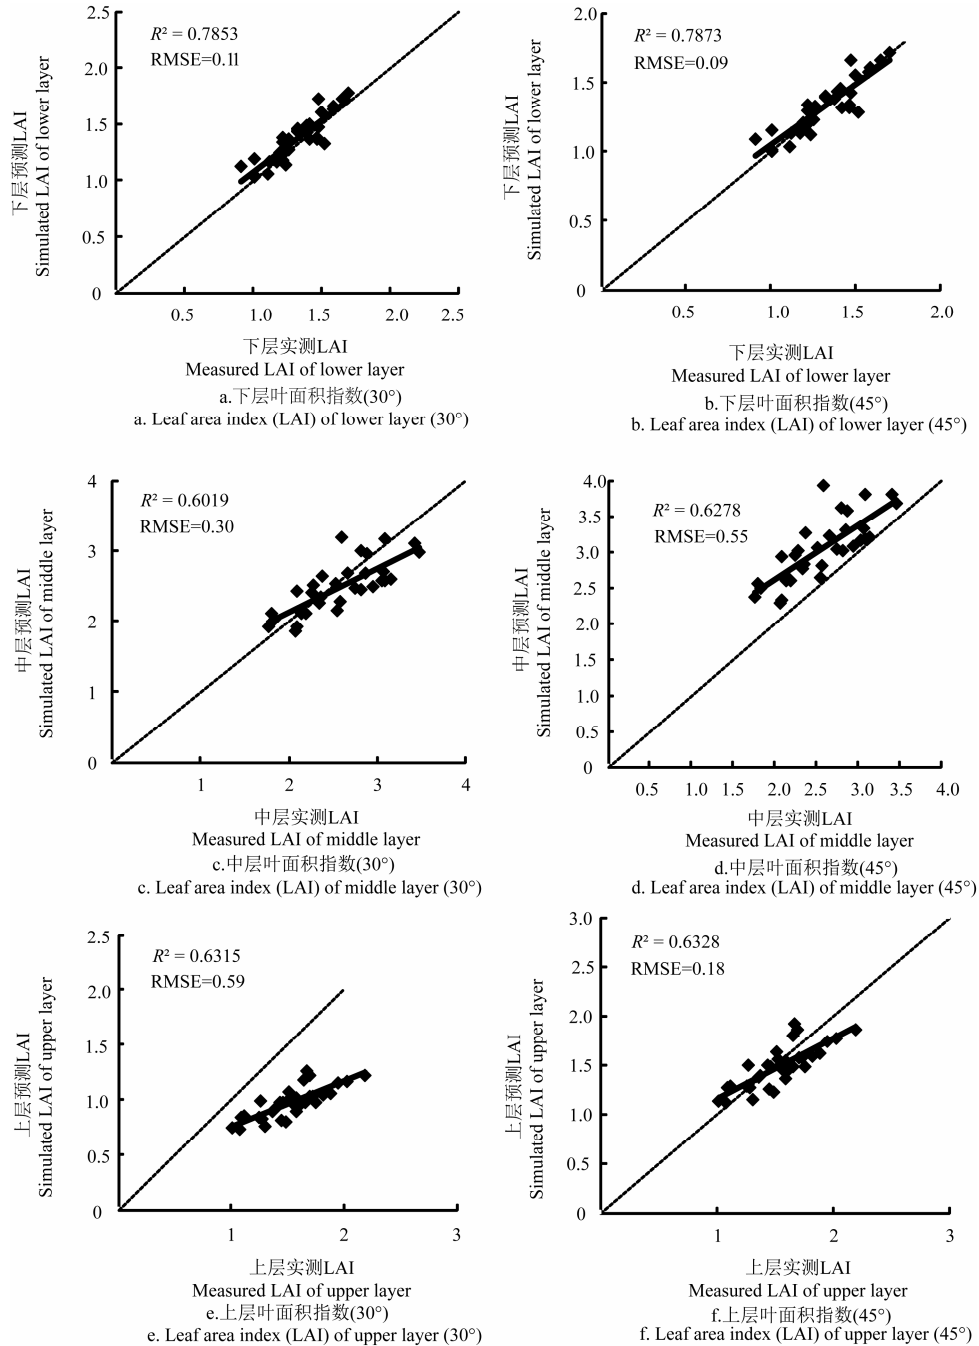 2.5
R² = 0.7853
RMSE=0.11
2.0
1.5
1.0
0.5
0
0.5 1.0 1.5 2.0 2.5
下层预测LAI
Simulated LAI of lower layer
下层实测LAI
Measured LAI of lower layer
a.下层叶面积指数(30°)
a. Leaf area index (LAI) of lower layer (30°)
2.0
R² = 0.7873
RMSE=0.09
1.5
1.0
0.5
0
0.5 1.0 1.5 2.0
下层预测LAI
Simulated LAI of lower layer
下层实测LAI
Measured LAI of lower layer
b.下层叶面积指数(45°)
b. Leaf area index (LAI) of lower layer (45°)
4
R² = 0.6019
RMSE=0.30
3
2
1
0
1 2 3 4
中层预测LAI
Simulated LAI of middle layer
中层实测LAI
Measured LAI of middle layer
c.中层叶面积指数(30°)
c. Leaf area index (LAI) of middle layer (30°)
4.0
R² = 0.6278
3.5
RMSE=0.55
3.0
2.5
2.0
1.5
1.0
0.5
0
0.5 1.0 1.5 2.0 2.5 3.0 3.5 4.0
中层预测LAI
Simulated LAI of middle layer
中层实测LAI
Measured LAI of middle layer
d.中层叶面积指数(45°)
d. Leaf area index (LAI) of middle layer (45°)
2.5
R² = 0.6315
RMSE=0.59
2.0
1.5
1.0
0.5
0
1 2 3
上层预测LAI
Simulated LAI of upper layer
上层实测LAI
Measured LAI of upper layer
e.上层叶面积指数(30°)
e. Leaf area index (LAI) of upper layer (30°)
3.0
R² = 0.6328
RMSE=0.18
2.5
2.0
1.5
1.0
0.5
0
1 2 3
上层预测LAI
Simulated LAI of upper layer
上层实测LAI
Measured LAI of upper layer
f.上层叶面积指数(45°)
f. Leaf area index (LAI) of upper layer (45°)